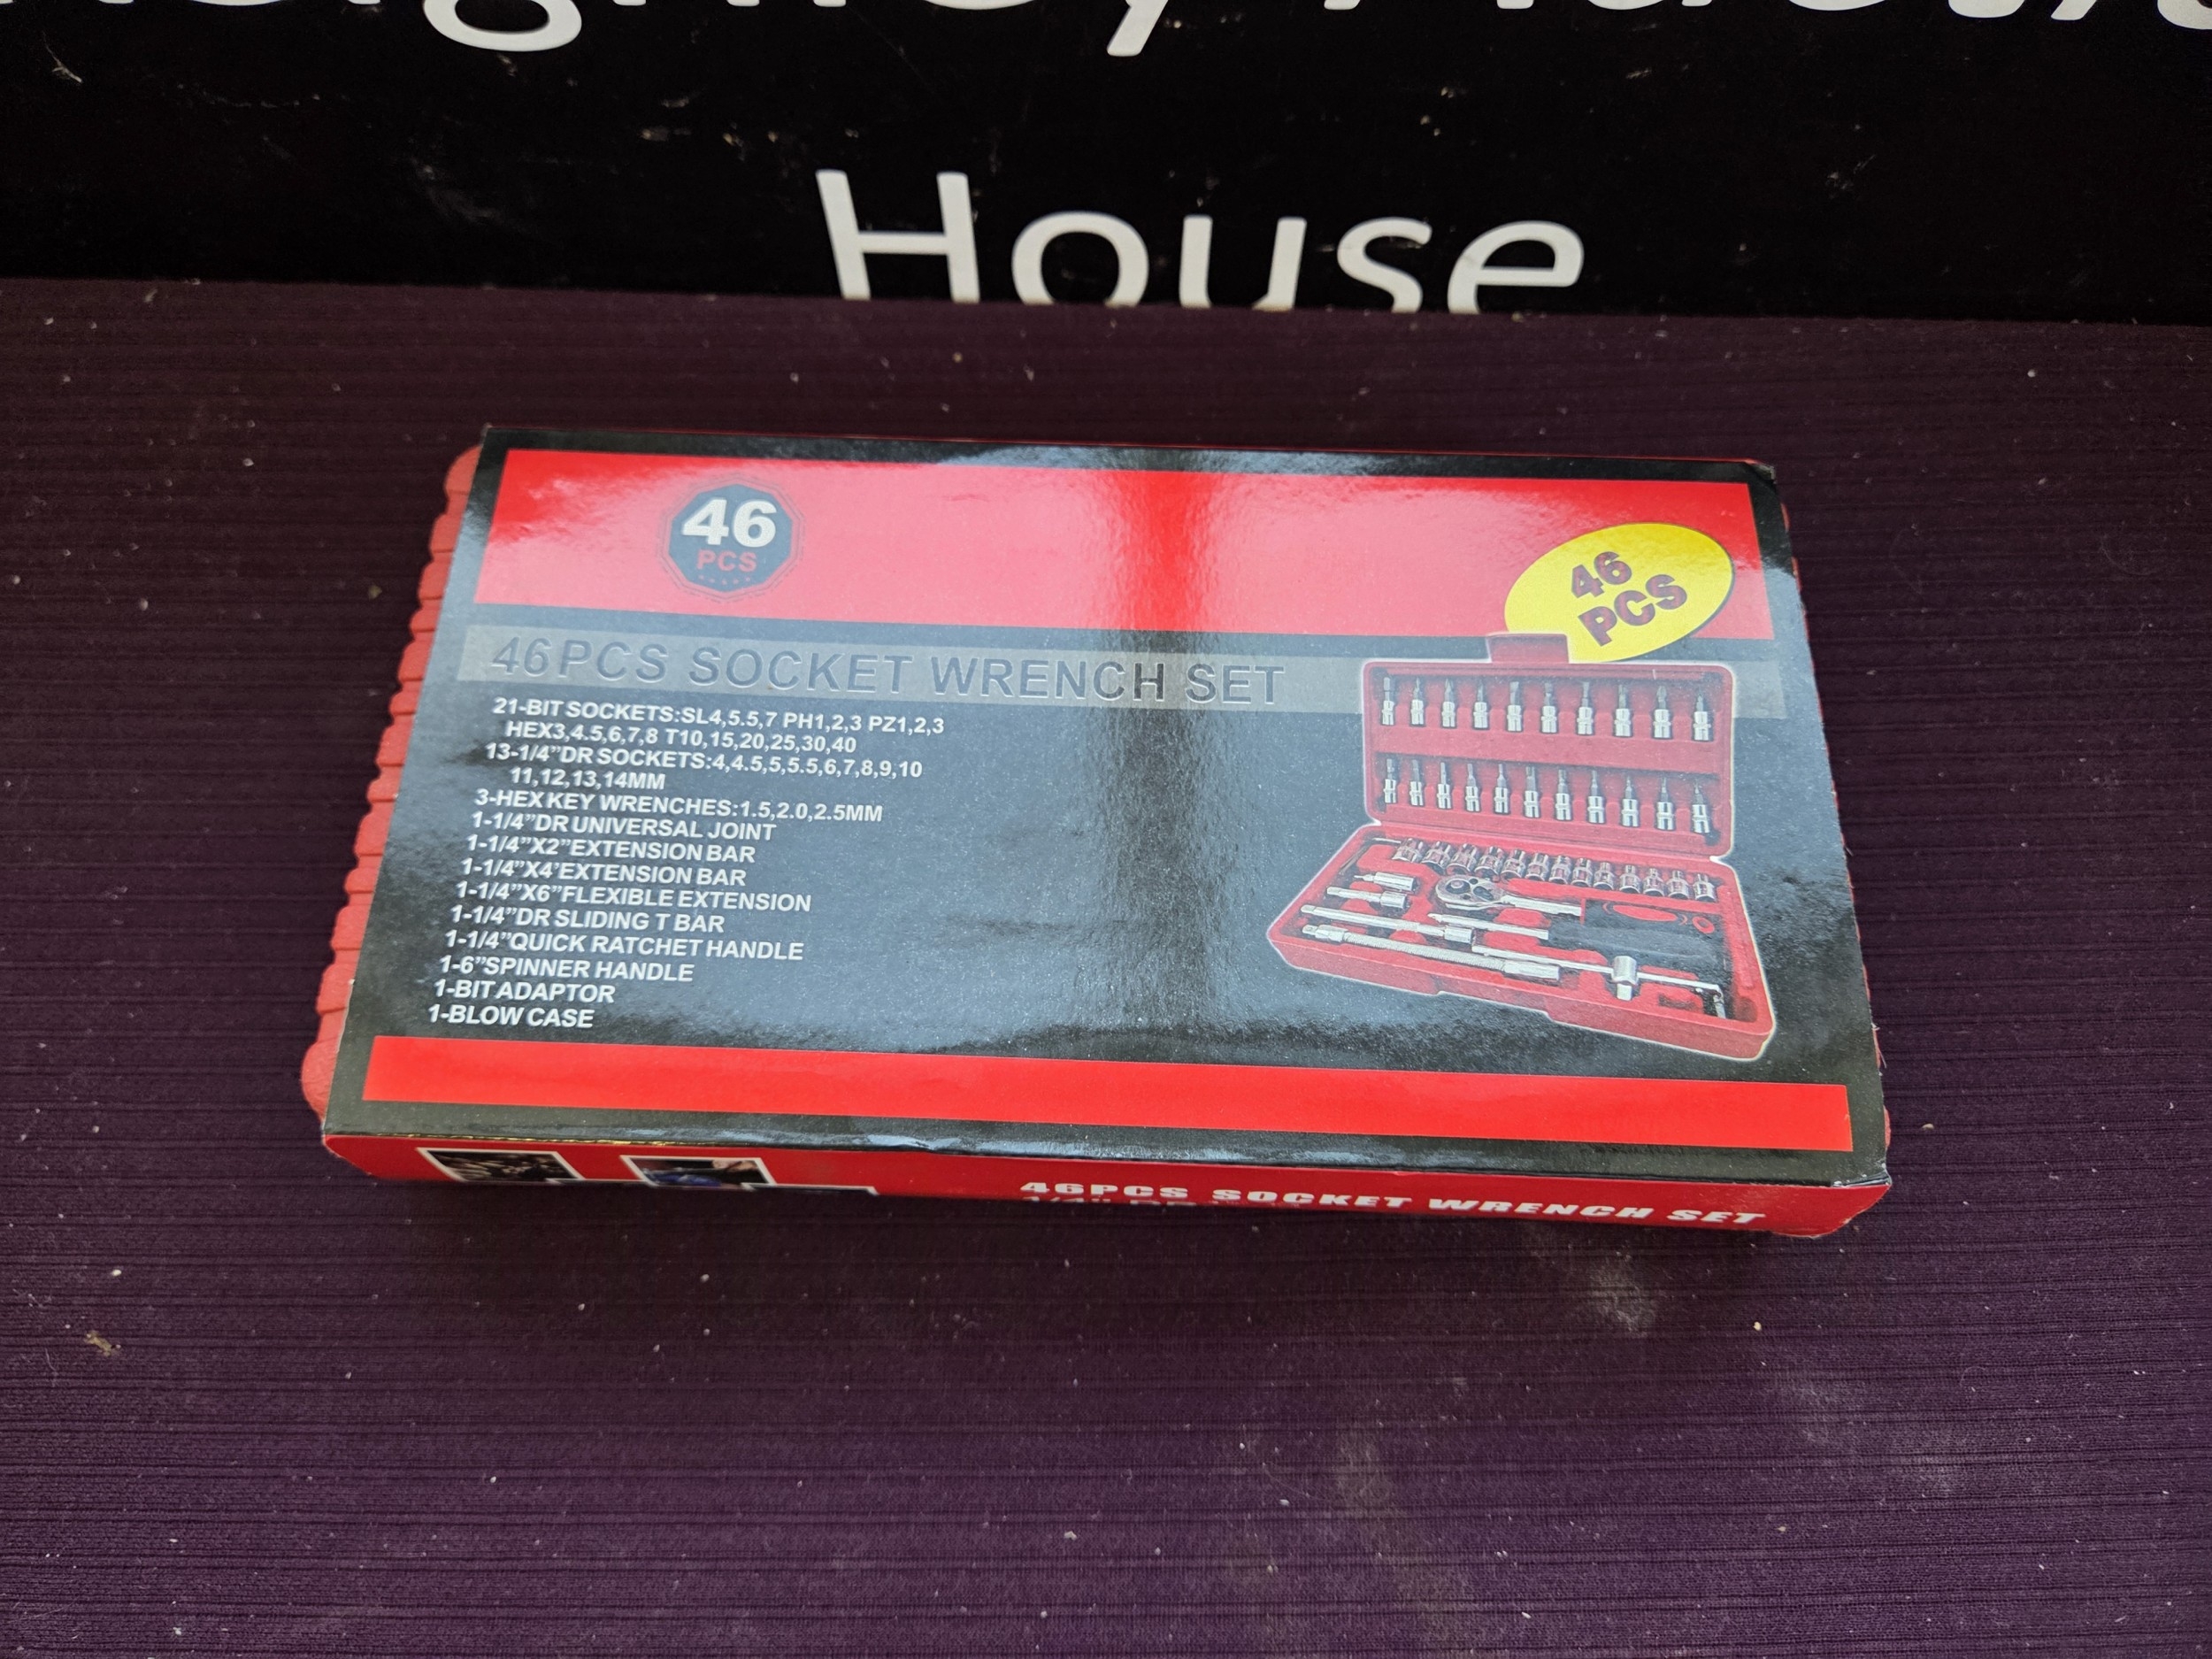 House
46
PCS
46
PCS
46PCS SOCKET WRENCH SET
21-BIT SOCKETS:SL4,5.5,7 PH1,2,3 PZ1,2,3
HEX3,4.5,6,7,8 T10,15,20,25,30,40
13-1/4"DR SOCKETS:4,4.5,5,5.5,6,7,8,9,10
11,12,13,14MM
3-HEX KEY WRENCHES:1.5,2.0,2.5MM
1-1/4"DR UNIVERSAL JOINT
1-1/4"X2"EXTENSION BAR
1-1/4"X4'EXTENSION BAR
1-1/4"X6"FLEXIBLE EXTENSION
1-1/4"DR SLIDING T BAR
1-1/4"QUICK RATCHET HANDLE
1-6"SPINNER HANDLE
1-BIT ADAPTOR
1-BLOW CASE
46PCS SOCKET WRENCH SET